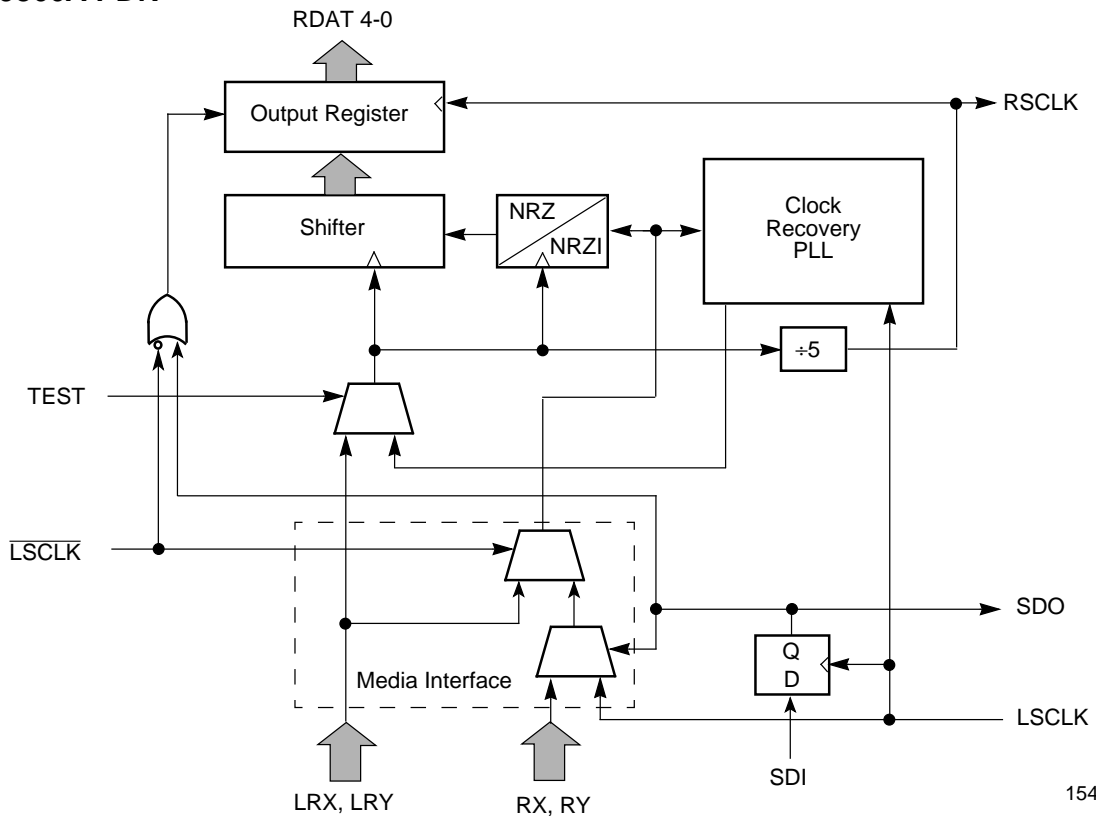 RDAT 4-0
Output Register
RSCLK
Shifter
NRZ
NRZI
Clock
Recovery
PLL
÷5
TEST
LSCLK
SDO
Q
D
Media Interface
LSCLK
SDI
LRX, LRY
RX, RY
154